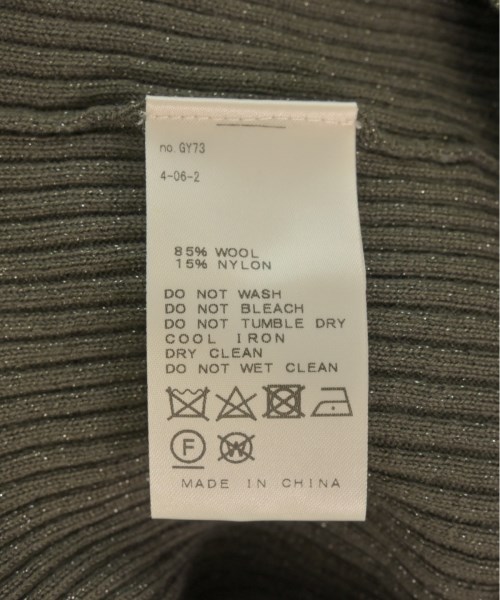 no. GY73
4-06-2
85% WOOL
15% NYLON
DO NOT WASH
DO NOT BLEACH
DO NOT TUMBLE DRY
COOL IRON
DRY CLEAN
DO NOT WET CLEAN
F W
MADE IN CHINA